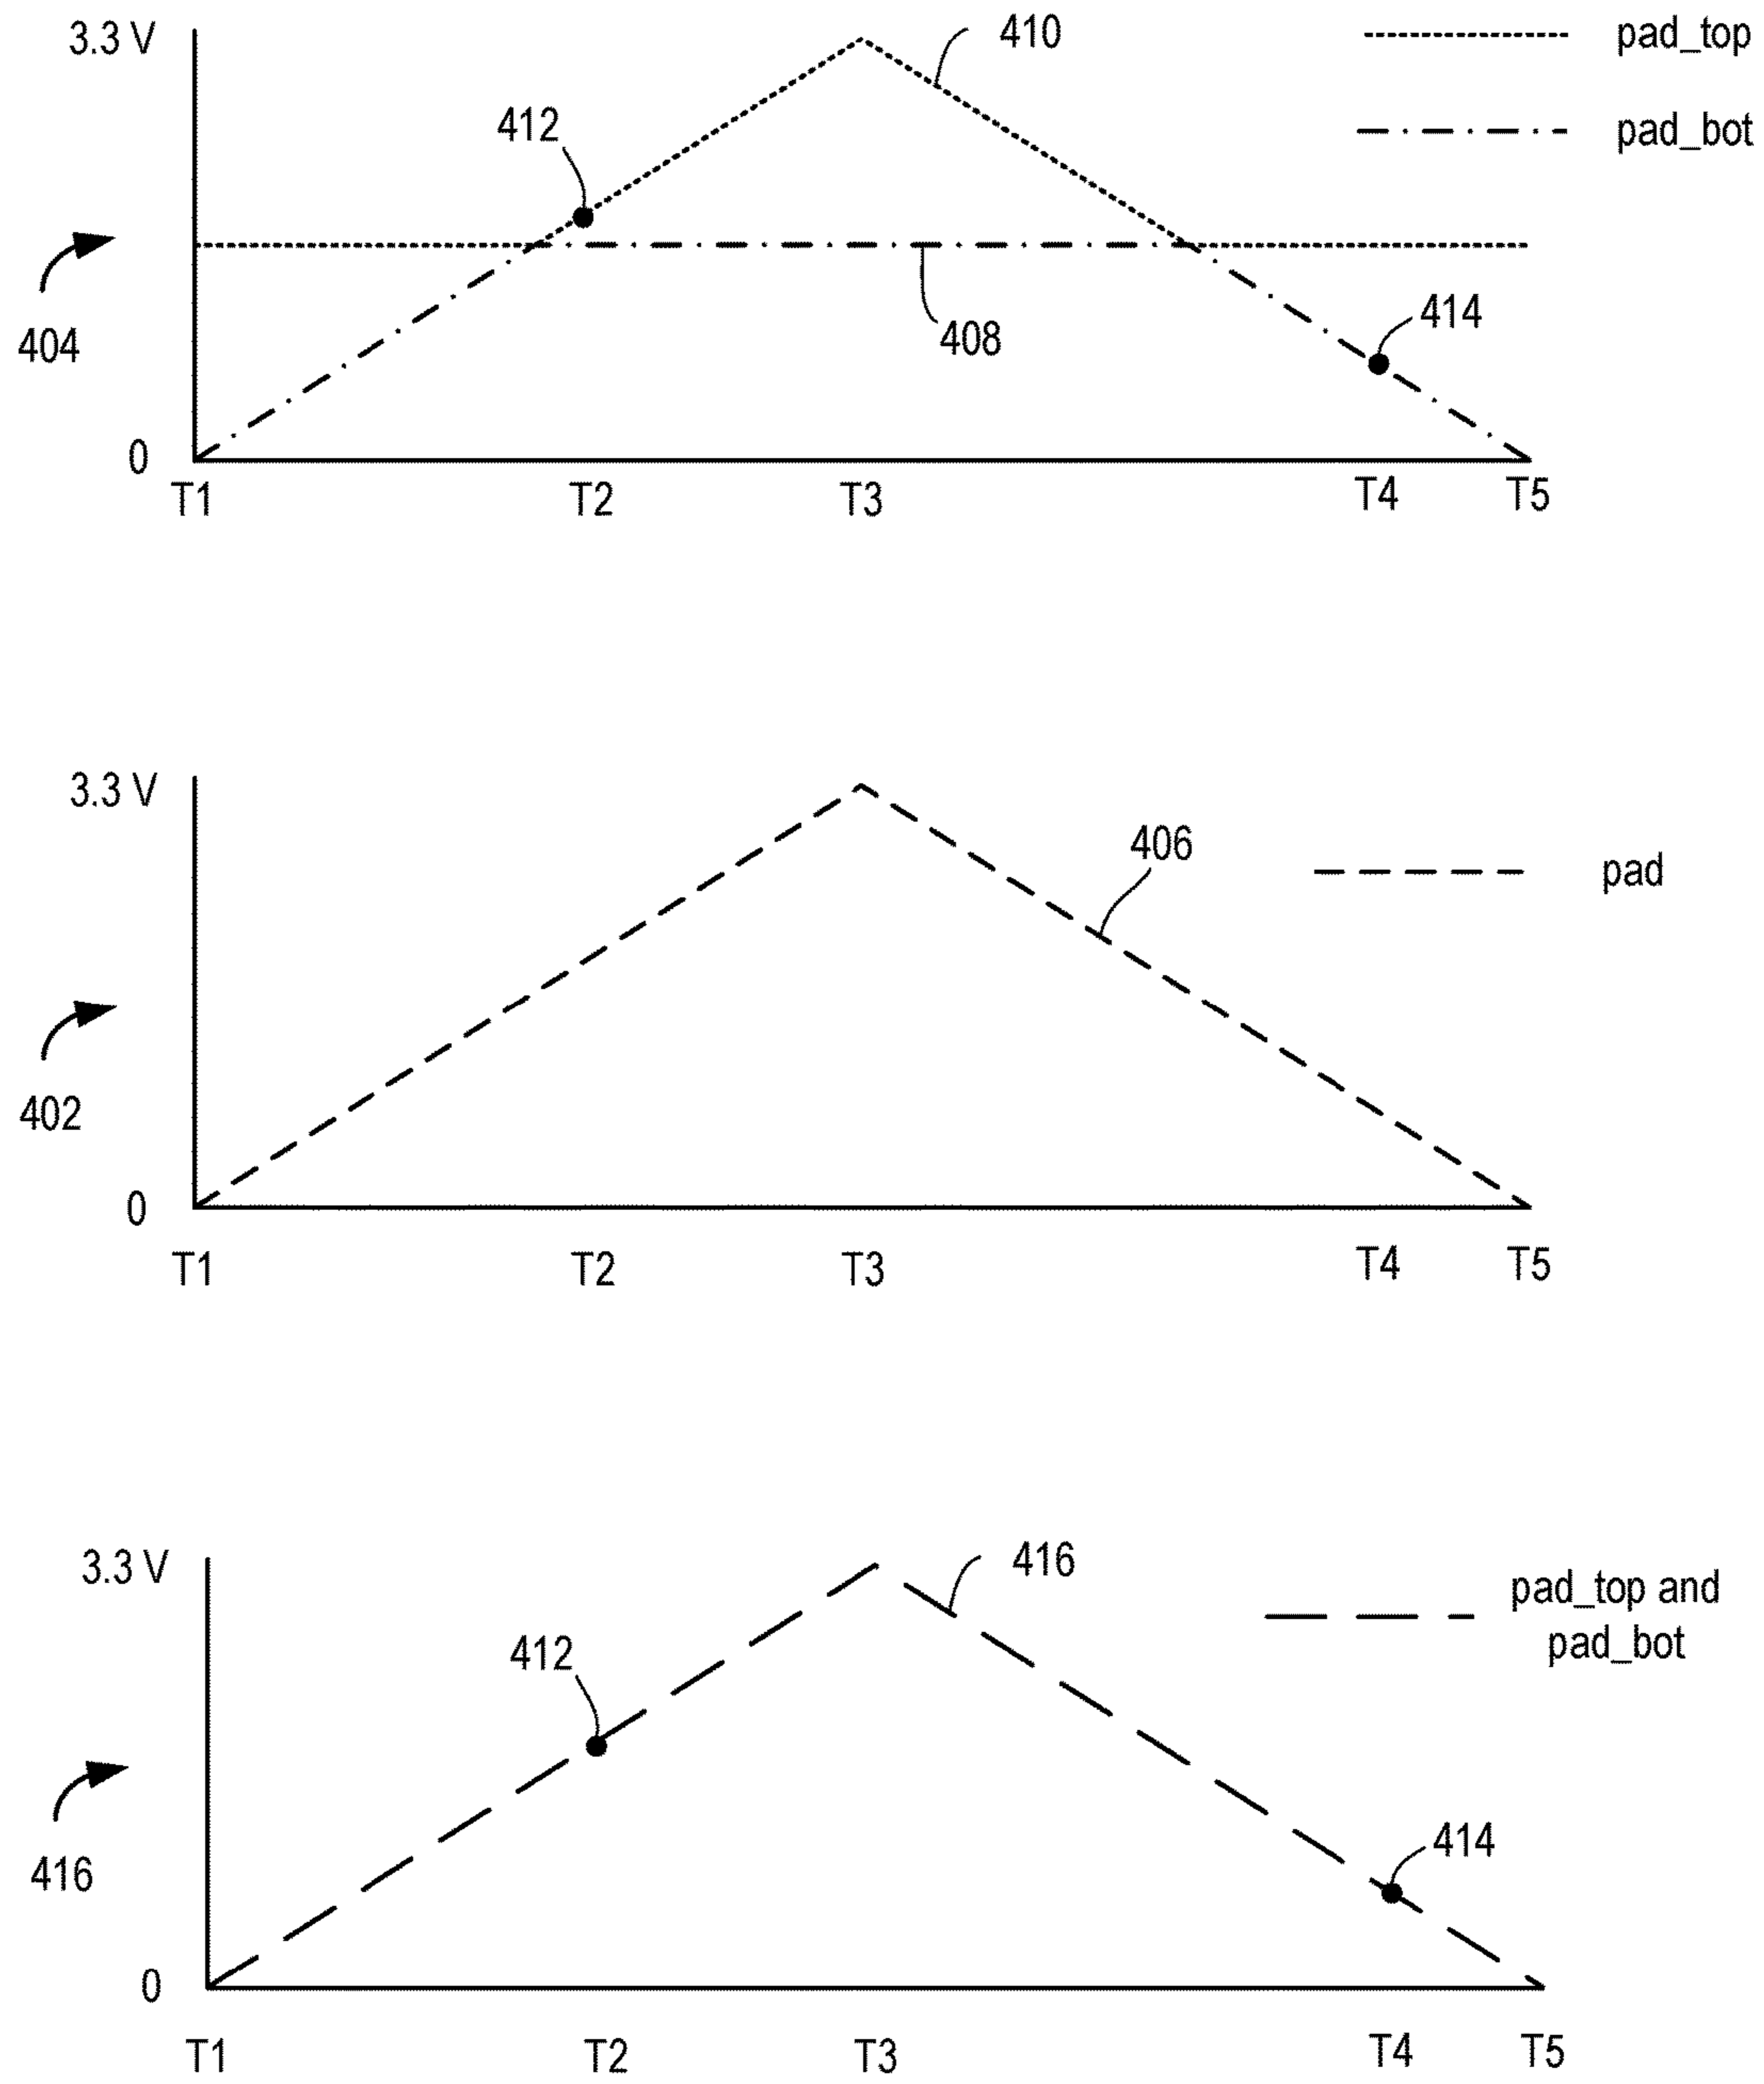 3.3 V
410
pad_top
412
pad_bot
414
408
404
0
T1 T2 T3 T4 T5
3.3 V
406
pad
402
0
T1 T2 T3 T4 T5
3.3 V
416
pad_top and
pad_bot
412
414
416
0
T1 T2 T3 T4 T5